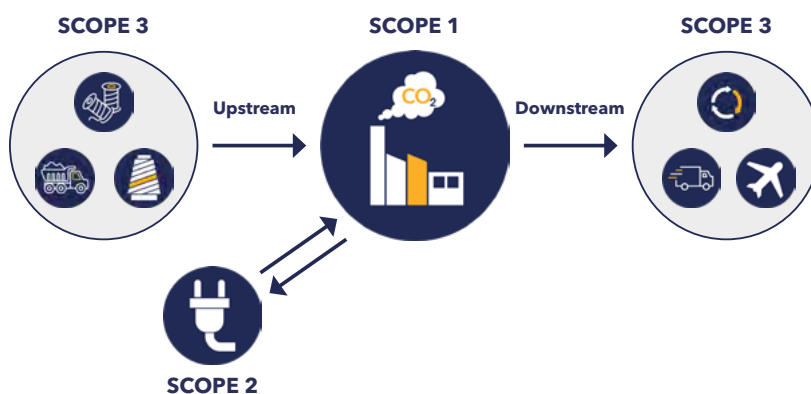 SCOPE 3
SCOPE 1
SCOPE 3
CO₂
Upstream
Downstream
SCOPE 2